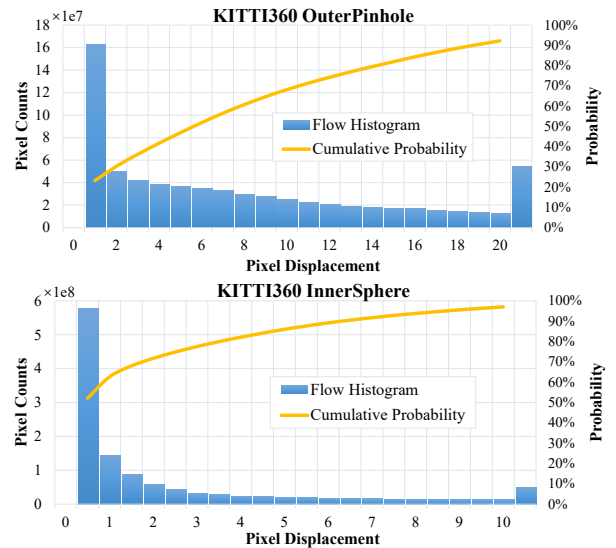 KITTI360 OuterPinhole
×1e7
18
16
14
12
10
8
6
4
2
0
Pixel Counts
100%
90%
80%
70%
60%
50%
40%
30%
20%
10%
0%
Probability
Flow Histogram
Cumulative Probability
0 2 4 6 8 10 12 14 16 18 20
Pixel Displacement
KITTI360 InnerSphere
×1e8
6
5
4
3
2
1
0
Pixel Counts
100%
90%
80%
70%
60%
50%
40%
30%
20%
10%
0%
Probability
Flow Histogram
Cumulative Probability
0 1 2 3 4 5 6 7 8 9 10
Pixel Displacement